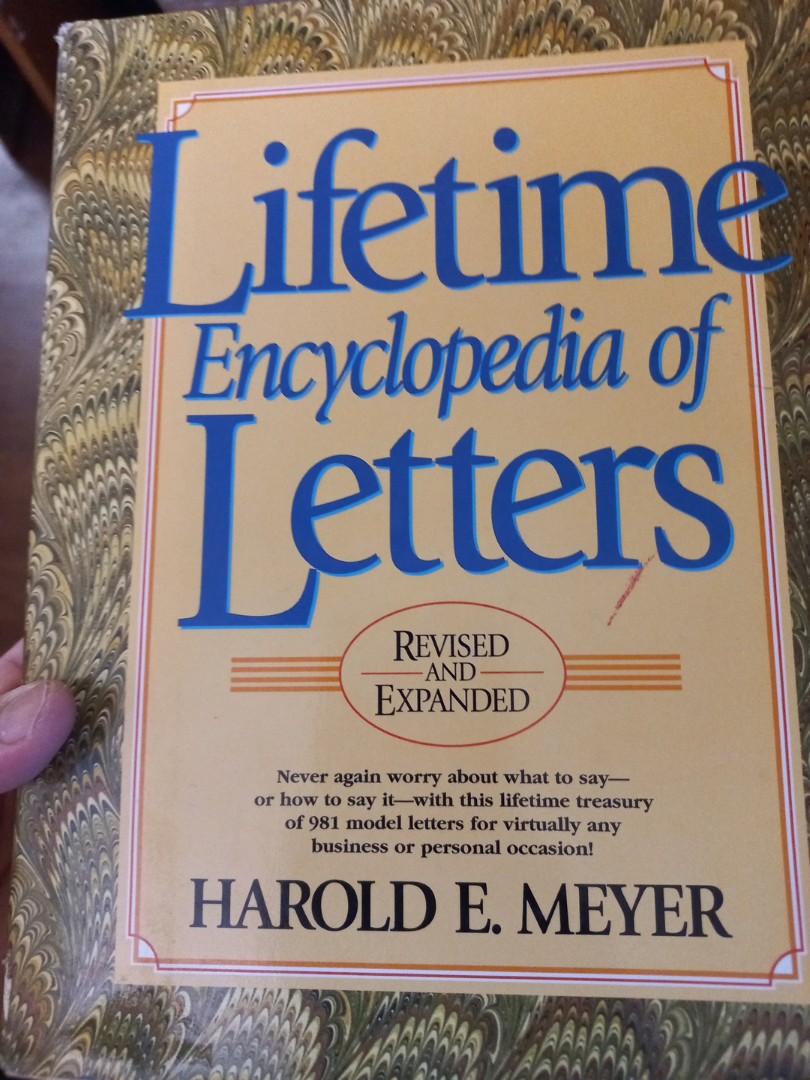 Lifetime
Encyclopedia of
Letters
REVISED
AND
EXPANDED
Never again worry about what to say—
or how to say it—with this lifetime treasury
of 981 model letters for virtually any
business or personal occasion!
HAROLD E. MEYER